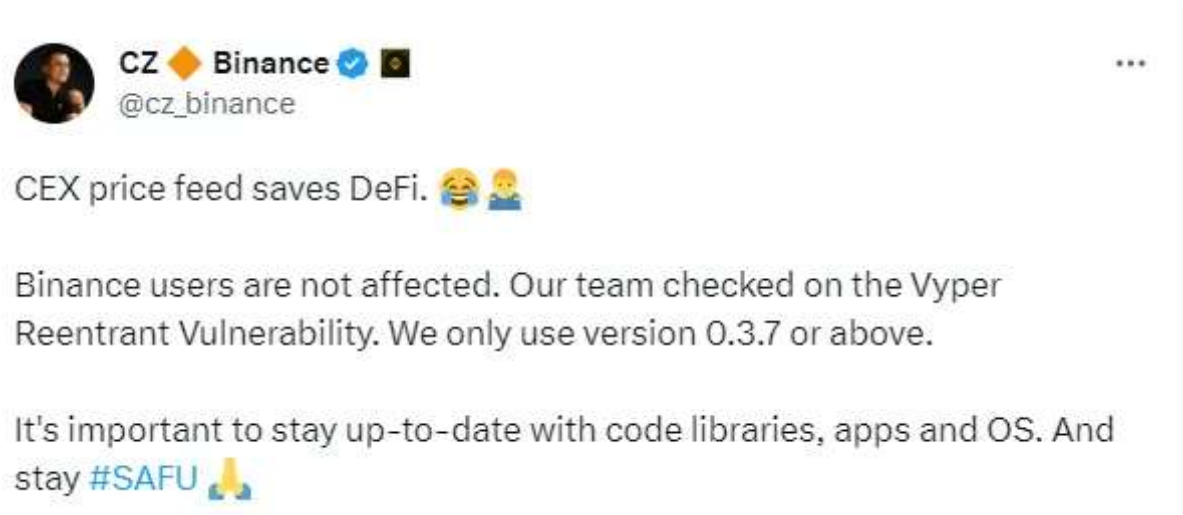 CZ 🔶 Binance
@cz_binance
CEX price feed saves DeFi. 😂🤷‍♂️
Binance users are not affected. Our team checked on the Vyper
Reentrant Vulnerability. We only use version 0.3.7 or above.
It's important to stay up-to-date with code libraries, apps and OS. And
stay #SAFU 🙏